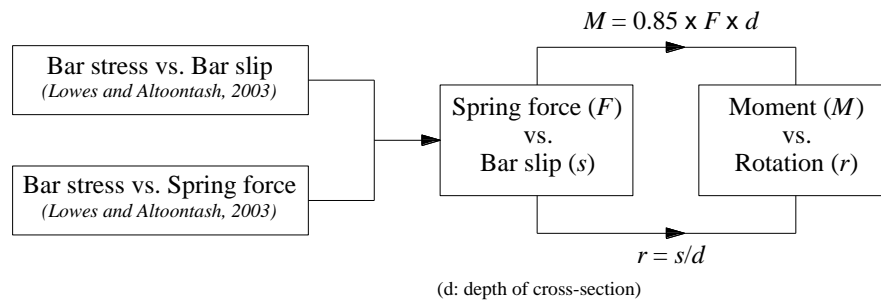 M = 0.85 x F x d
Bar stress vs. Bar slip
(Lowes and Altoontash, 2003)
Bar stress vs. Spring force
(Lowes and Altoontash, 2003)
Spring force (F)
vs.
Bar slip (s)
Moment (M)
vs.
Rotation (r)
r = s/d
(d: depth of cross-section)